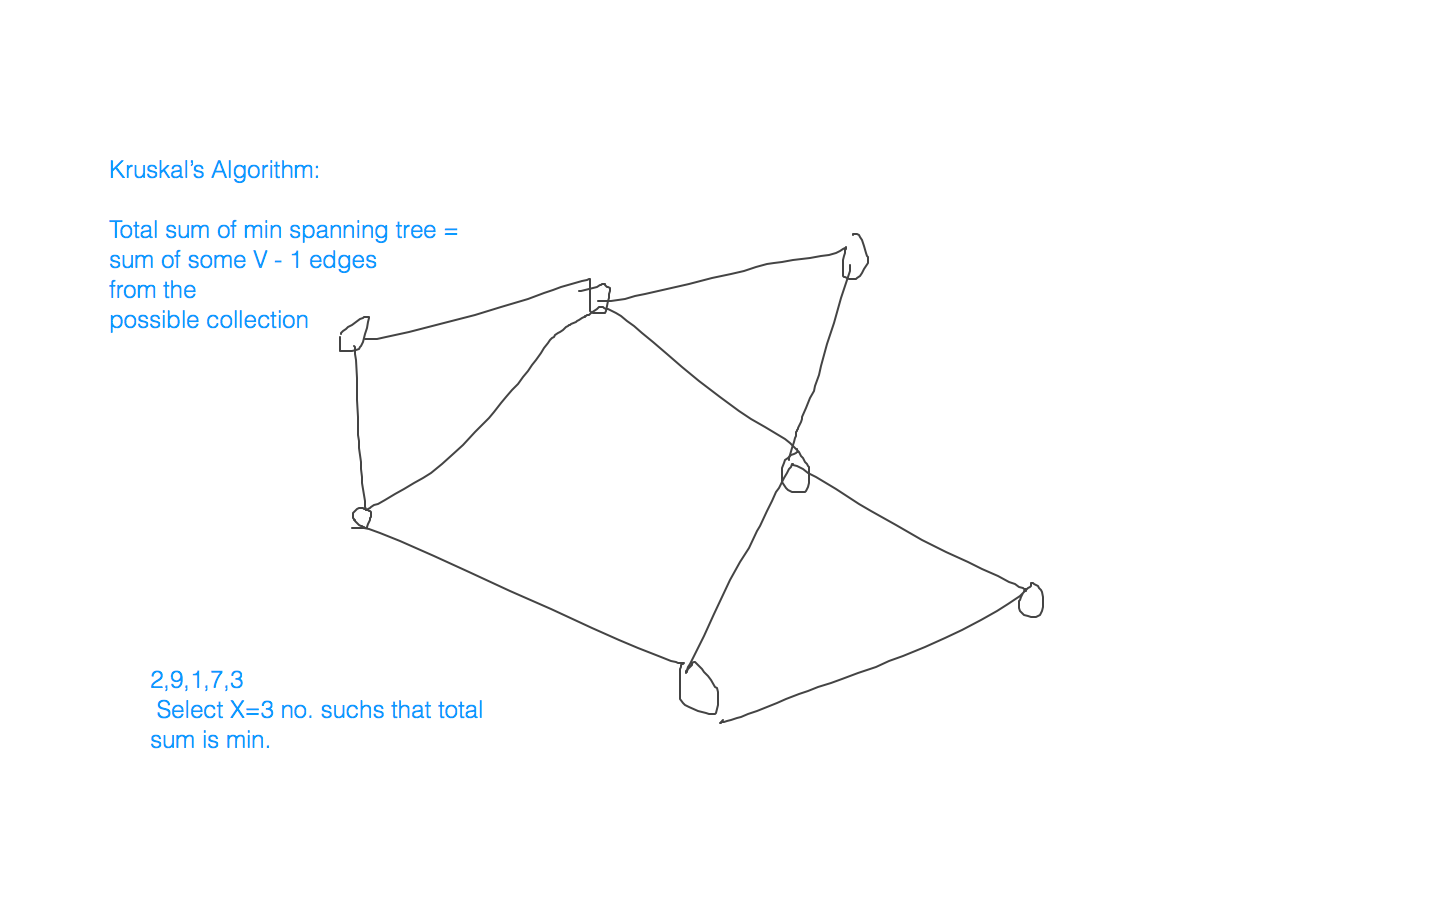 Kruskal’s Algorithm:
Total sum of min spanning tree =
sum of some V - 1 edges
from the
possible collection
2,9,1,7,3
Select X=3 no. suchs that total
sum is min.